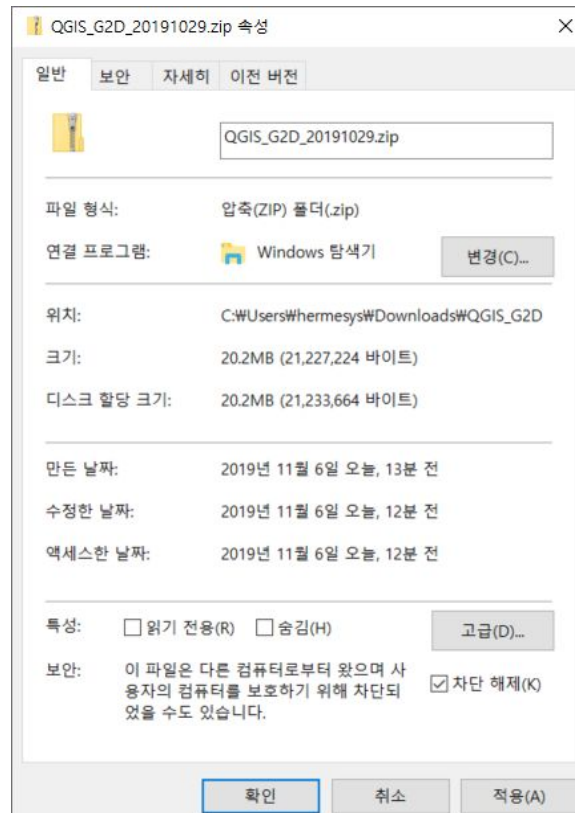 QGIS_G2D_20191029.zip 속성
일반 보안 자세히 이전 버전
QGIS_G2D_20191029.zip
파일 형식: 압축(ZIP) 폴더(.zip)
연결 프로그램: Windows 탐색기 변경(C)...
위치: C:₩Users₩hermesys₩Downloads₩QGIS_G2D
크기: 20.2MB (21,227,224 바이트)
디스크 할당 크기: 20.2MB (21,233,664 바이트)
만든 날짜: 2019년 11월 6일 오늘, 13분 전
수정한 날짜: 2019년 11월 6일 오늘, 12분 전
액세스한 날짜: 2019년 11월 6일 오늘, 12분 전
특성: 읽기 전용(R) 숨김(H) 고급(D)...
보안: 이 파일은 다른 컴퓨터로부터 왔으며 사
용자의 컴퓨터를 보호하기 위해 차단되
었을 수도 있습니다.
차단 해제(K)
확인 취소 적용(A)